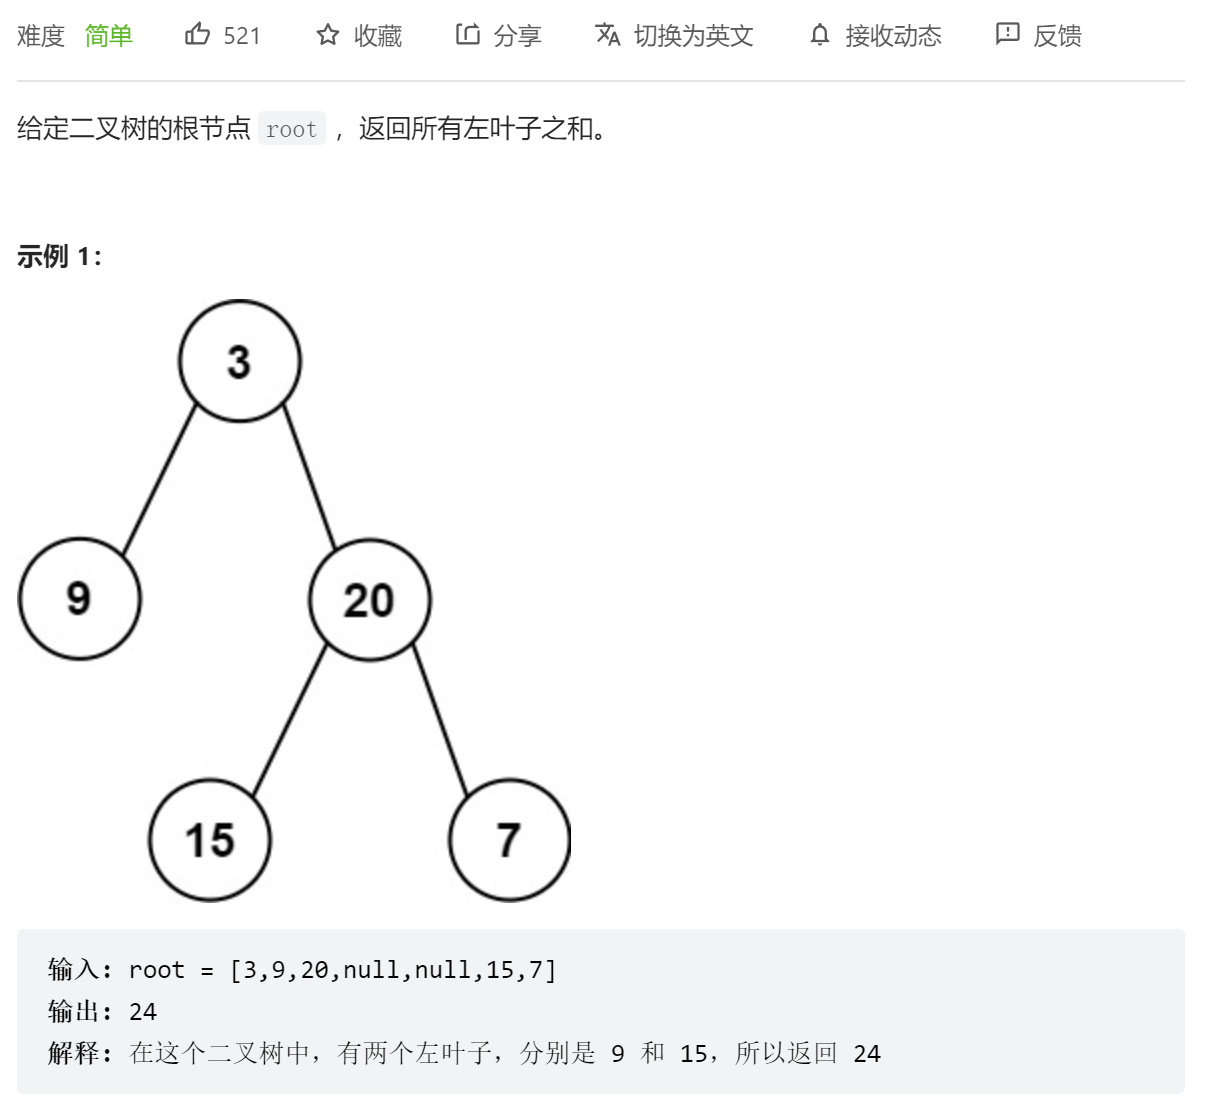 难度 简单 521 收藏 分享 切换为英文 接收动态 反馈
给定二叉树的根节点 root ，返回所有左叶子之和。
示例 1：
3
9 20
15 7
输入：root = [3,9,20,null,null,15,7]
输出：24
解释：在这个二叉树中，有两个左叶子，分别是 9 和 15，所以返回 24